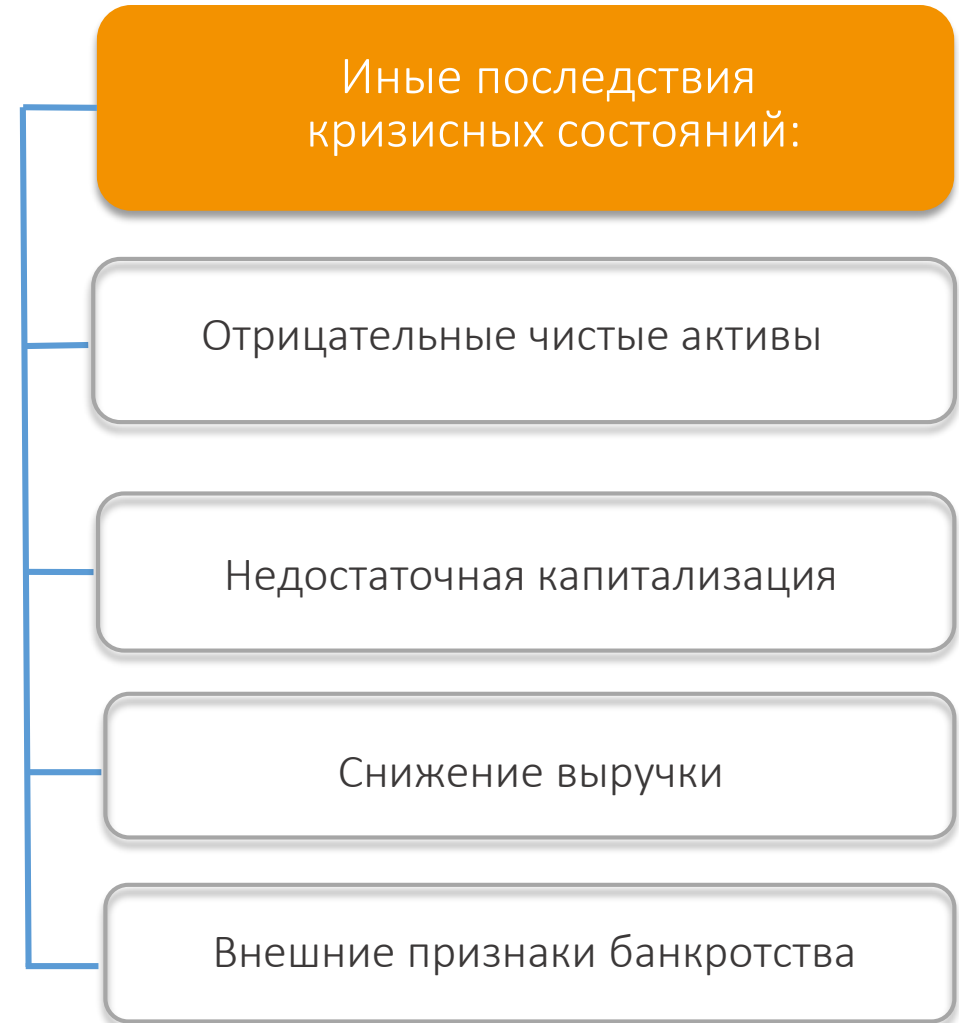 Иные последствия
кризисных состояний:
Отрицательные чистые активы
Недостаточная капитализация
Снижение выручки
Внешние признаки банкротства